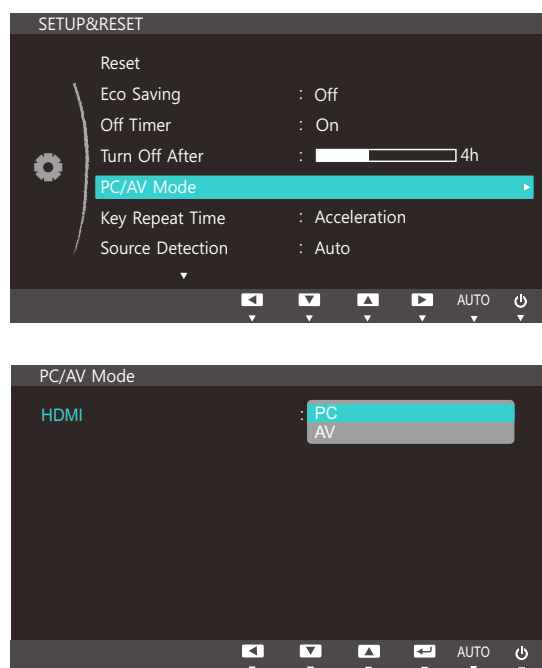 SETUP&RESET
Reset
Eco Saving : Off
Off Timer : On
Turn Off After : 4h
PC/AV Mode
Key Repeat Time : Acceleration
Source Detection : Auto
AUTO
PC/AV Mode
HDMI : PC
AV
AUTO